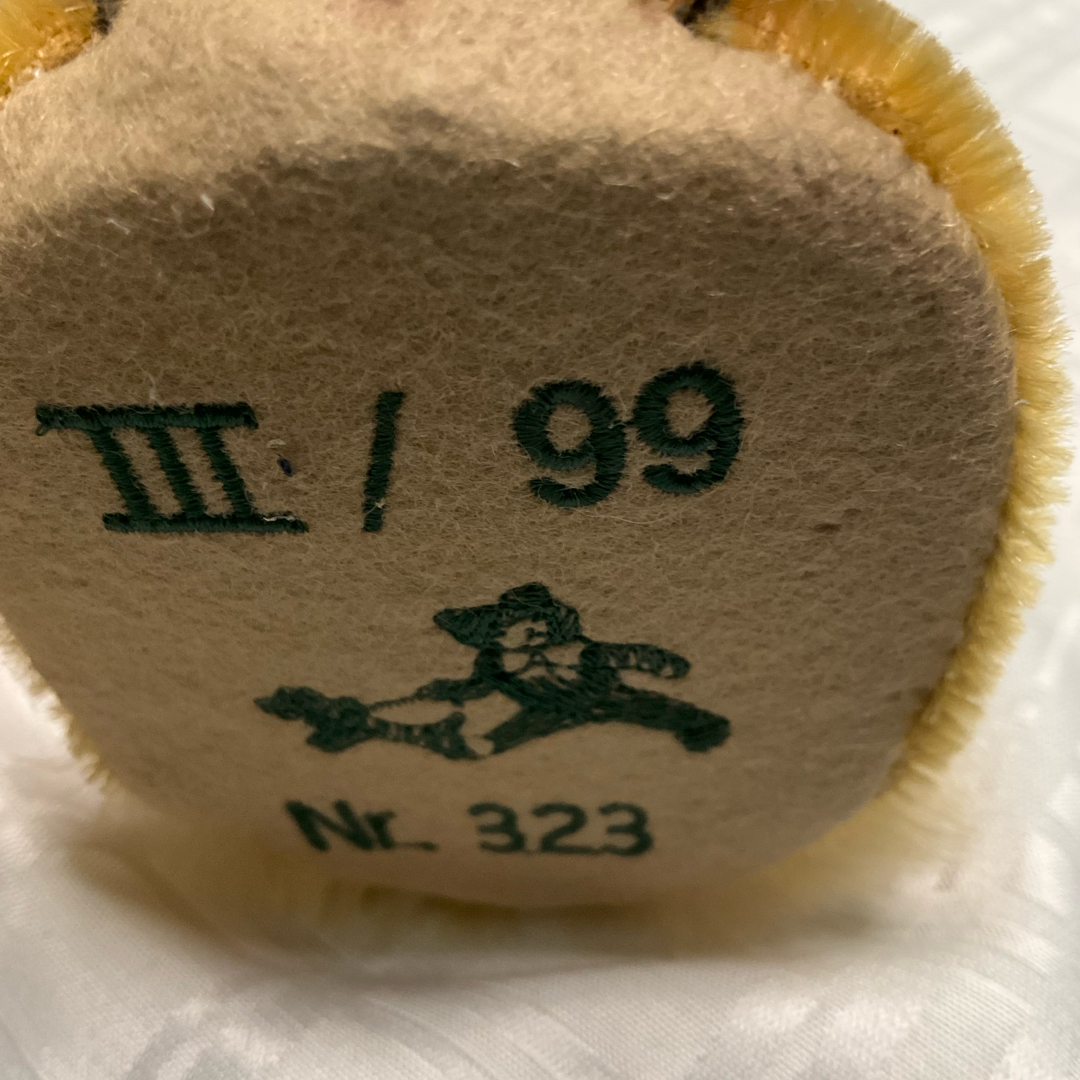 III / 99
Nr. 323